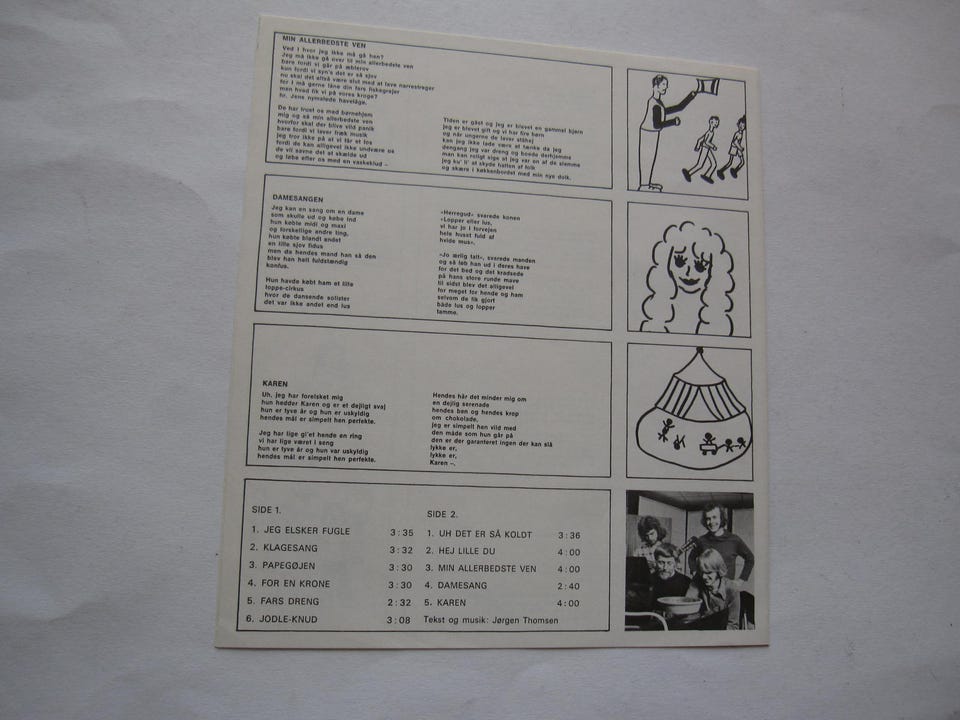 MIN ALLERBEDSTE VEN
Ved I hvor jeg ikke må gå hen?
Jeg må ikke gå over til min allerbedste ven
bare fordi vi går på æblerov
kun fordi vi syn's det er så sjov
nu skal det altså være slut med at lave narrestreger
for I må gerne låne din fars fiskegrejer
men hvad fik vi på vores kroge?
hr. Jens nymalede havelåge.
De har truet os med børnehjem
mig og så min allerbedste ven
hvorfor skal der blive vild panik
bare fordi vi laver fræk musik
jeg tror ikke på at vi får et los
fordi de kan alligevel ikke undvære os
de vil savne det at skælde ud
og løbe efter os med en vaskeklud –
Tiden er gået og jeg er blevet en gammel bjørn
jeg er blevet gift og vi har fire børn
og når ungerne de laver ståhej
kan jeg ikke lade være at tænke da jeg
dengang jeg var dreng og boede derhjemme
man kan roligt sige at jeg var en af de slemme
jeg ku' li' at skyde hatten af folk
og skære i køkkenbordet med min nye dolk.
DAMESANGEN
Jeg kan en sang om en dame
som skulle ud og købe ind
hun købte midi og maxi
og forskellige andre ting,
hun købte blandt andet
en lille sjov fidus
men da hendes mand han så den
blev han helt fuldstændig
konfus.
Hun havde købt ham et lille
loppe-cirkus
hvor de dansende solister
det var ikke andet end lus
»Herregud« svarede konen
»Lopper eller lus,
vi har jo i forvejen
hele huset fuld af
hvide mus«.
»Jo ærlig talt«, svarede manden
og så løb han ud i deres have
for det bed og det kradsede
på hans store runde mave
til sidst blev det alligevel
for meget for hende og ham
selvom de fik gjort
både lus og lopper
tamme.
KAREN
Uh, jeg har forelsket mig
hun hedder Karen og er et dejligt svaj
hun er tyve år og hun er uskyldig
hendes mål er simpelt hen perfekte.
Jeg har lige gi'et hende en ring
vi har lige været i seng
hun er tyve år og hun var uskyldig
hendes mål er simpelt hen perfekte.
Hendes hår det minder mig om
en dejlig serenade
hendes ben og hendes krop
om chokolade,
jeg er simpelt hen vild med
den måde som hun går på
den er der garanteret ingen der kan slå
lykke er,
lykke er,
Karen –.
SIDE 1.
1. JEG ELSKER FUGLE 3:35
2. KLAGESANG 3:32
3. PAPEGØJEN 3:30
4. FOR EN KRONE 3:30
5. FARS DRENG 2:32
6. JODLE-KNUD 3:08
SIDE 2.
1. UH DET ER SÅ KOLDT 3:36
2. HEJ LILLE DU 4:00
3. MIN ALLERBEDSTE VEN 4:00
4. DAMESANG 2:40
5. KAREN 4:00
Tekst og musik: Jørgen Thomsen